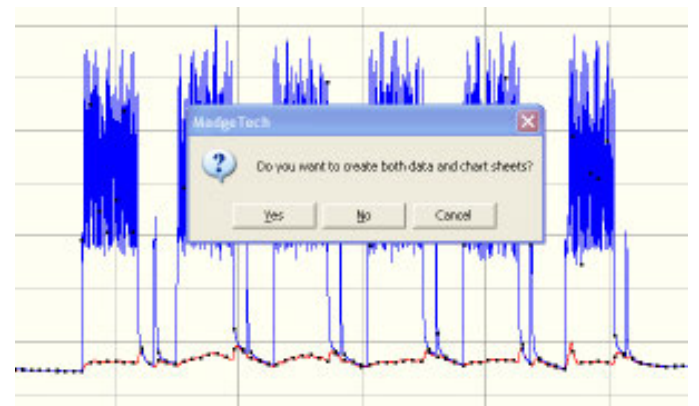 MadgeTech
Do you want to create both data and chart sheets?
Yes No Cancel